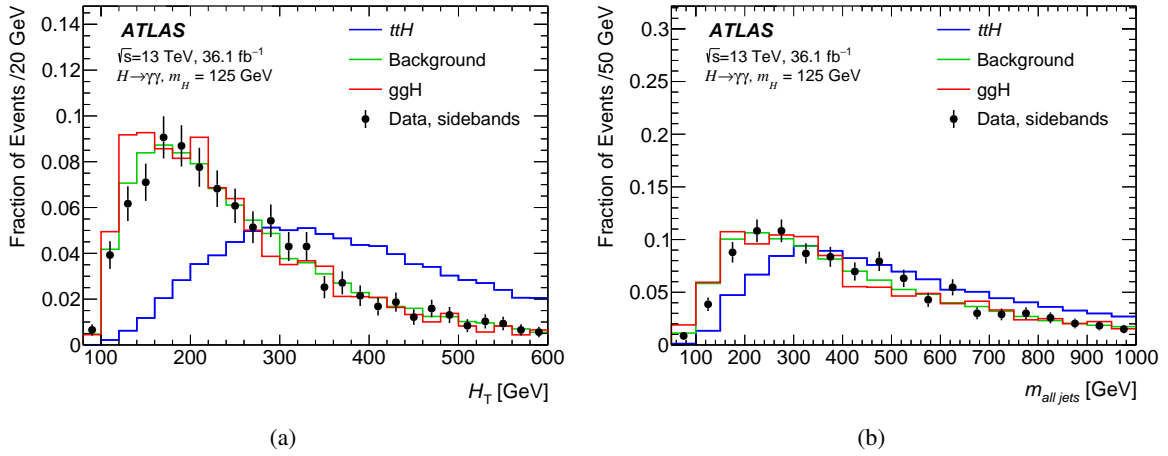 Fraction of Events /20 GeV
0.14
0.12
0.1
0.08
0.06
0.04
0.02
0
ATLAS
√s=13 TeV, 36.1 fb⁻¹
H→γγ, m_H = 125 GeV
ttH
Background
ggH
Data, sidebands
100 200 300 400 500 600
H_T [GeV]
(a)
Fraction of Events /50 GeV
0.3
0.25
0.2
0.15
0.1
0.05
0
ATLAS
√s=13 TeV, 36.1 fb⁻¹
H→γγ, m_H = 125 GeV
ttH
Background
ggH
Data, sidebands
100 200 300 400 500 600 700 800 900 1000
m_all jets [GeV]
(b)